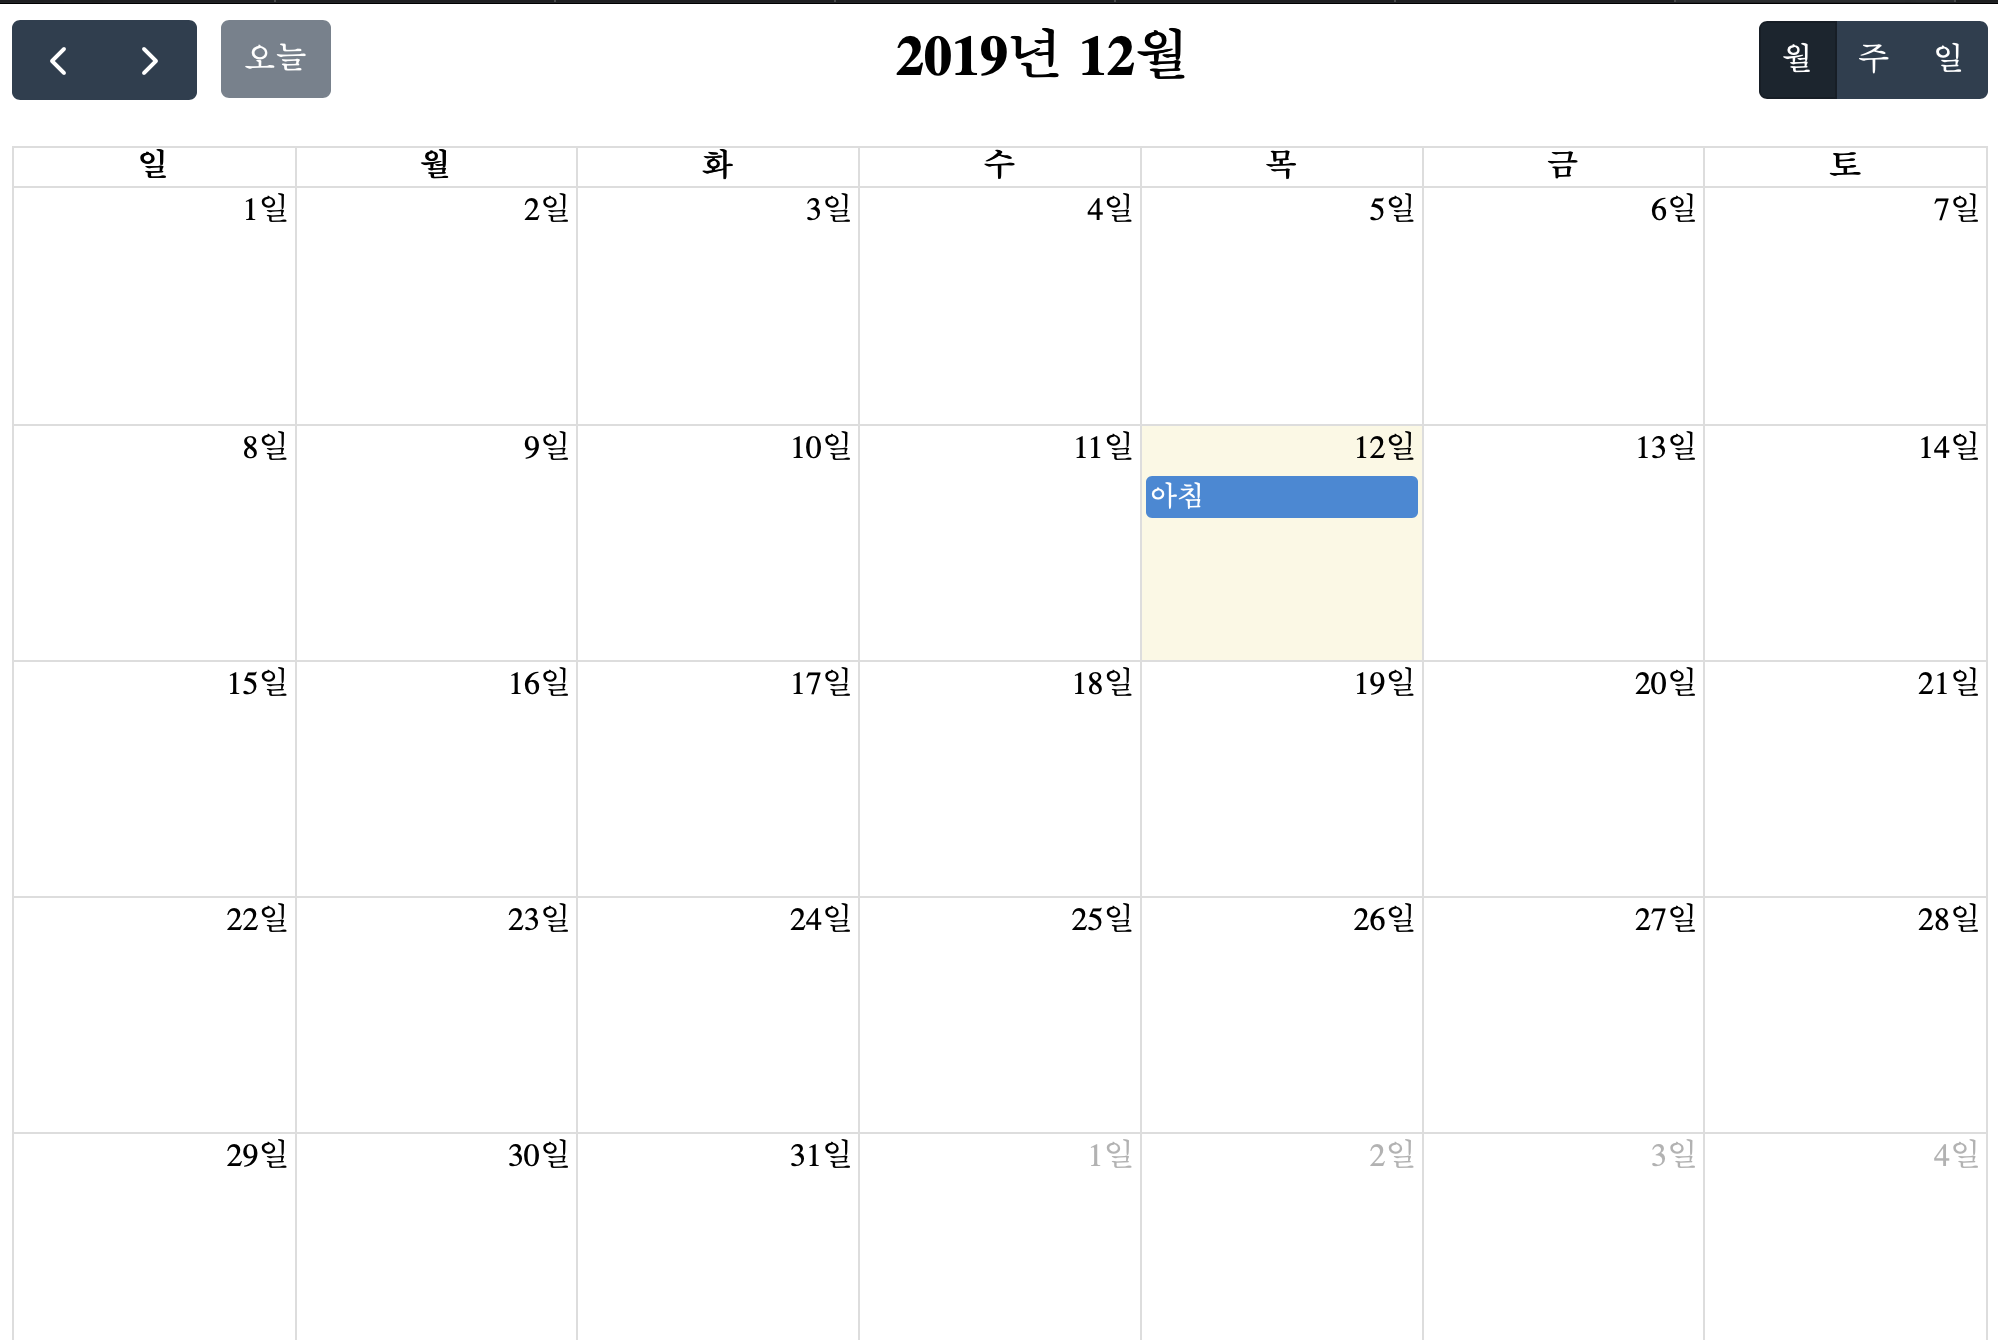 오늘 2019년 12월 월 주 일
일 월 화 수 목 금 토
1일 2일 3일 4일 5일 6일 7일
8일 9일 10일 11일 12일 13일 14일
아침
15일 16일 17일 18일 19일 20일 21일
22일 23일 24일 25일 26일 27일 28일
29일 30일 31일 1일 2일 3일 4일